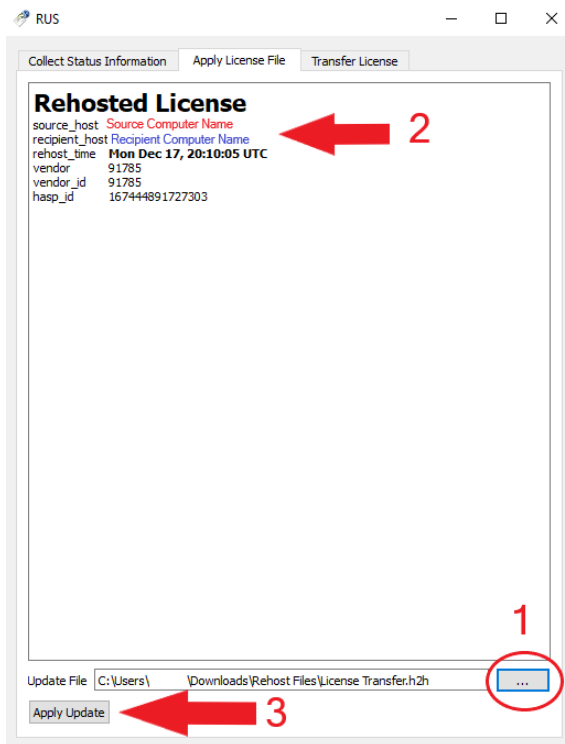 RUS
Collect Status Information Apply License File Transfer License
Rehosted License
source_host Source Computer Name
2
recipient_host Recipient Computer Name
rehost_time Mon Dec 17, 20:10:05 UTC
vendor 91785
vendor_id 91785
hasp_id 167444891727303
1
Update File C:\Users\ \Downloads\Rehost Files\License Transfer.h2h ...
Apply Update 3